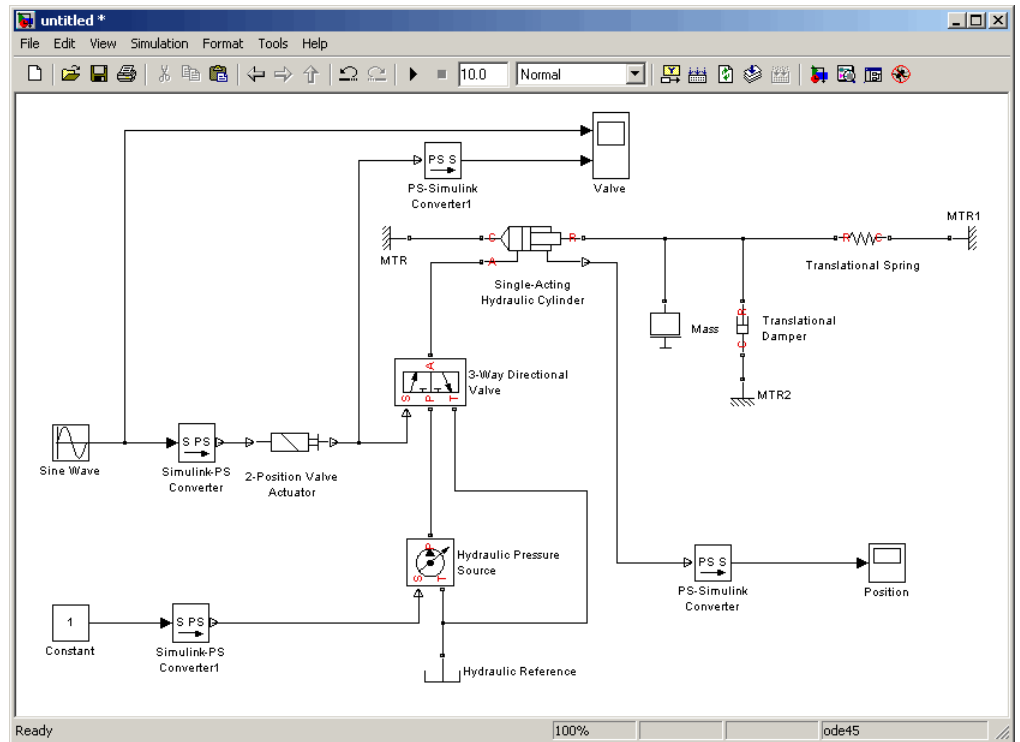 untitled *
File Edit View Simulation Format Tools Help
10.0 Normal
PS S
PS-Simulink
Converter1
Valve
MTR
C R
A
Single-Acting
Hydraulic Cylinder
R C
Translational Spring
MTR1
Mass
R
C
Translational
Damper
MTR2
A
S P T
3-Way Directional
Valve
Sine Wave
S PS
Simulink-PS
Converter
2-Position Valve
Actuator
P
S T
Hydraulic Pressure
Source
PS S
PS-Simulink
Converter
Position
1
Constant
S PS
Simulink-PS
Converter1
Hydraulic Reference
Ready 100% ode45